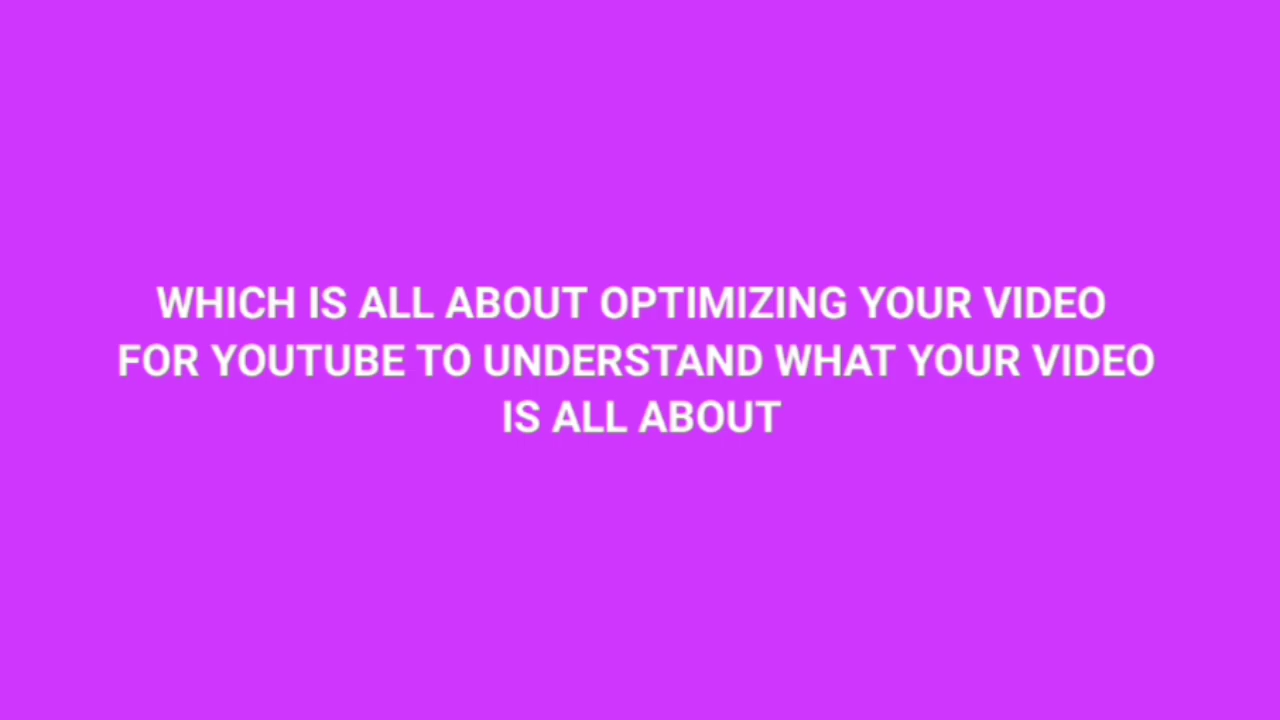 WHICH IS ALL ABOUT OPTIMIZING YOUR VIDEO
FOR YOUTUBE TO UNDERSTAND WHAT YOUR VIDEO
IS ALL ABOUT